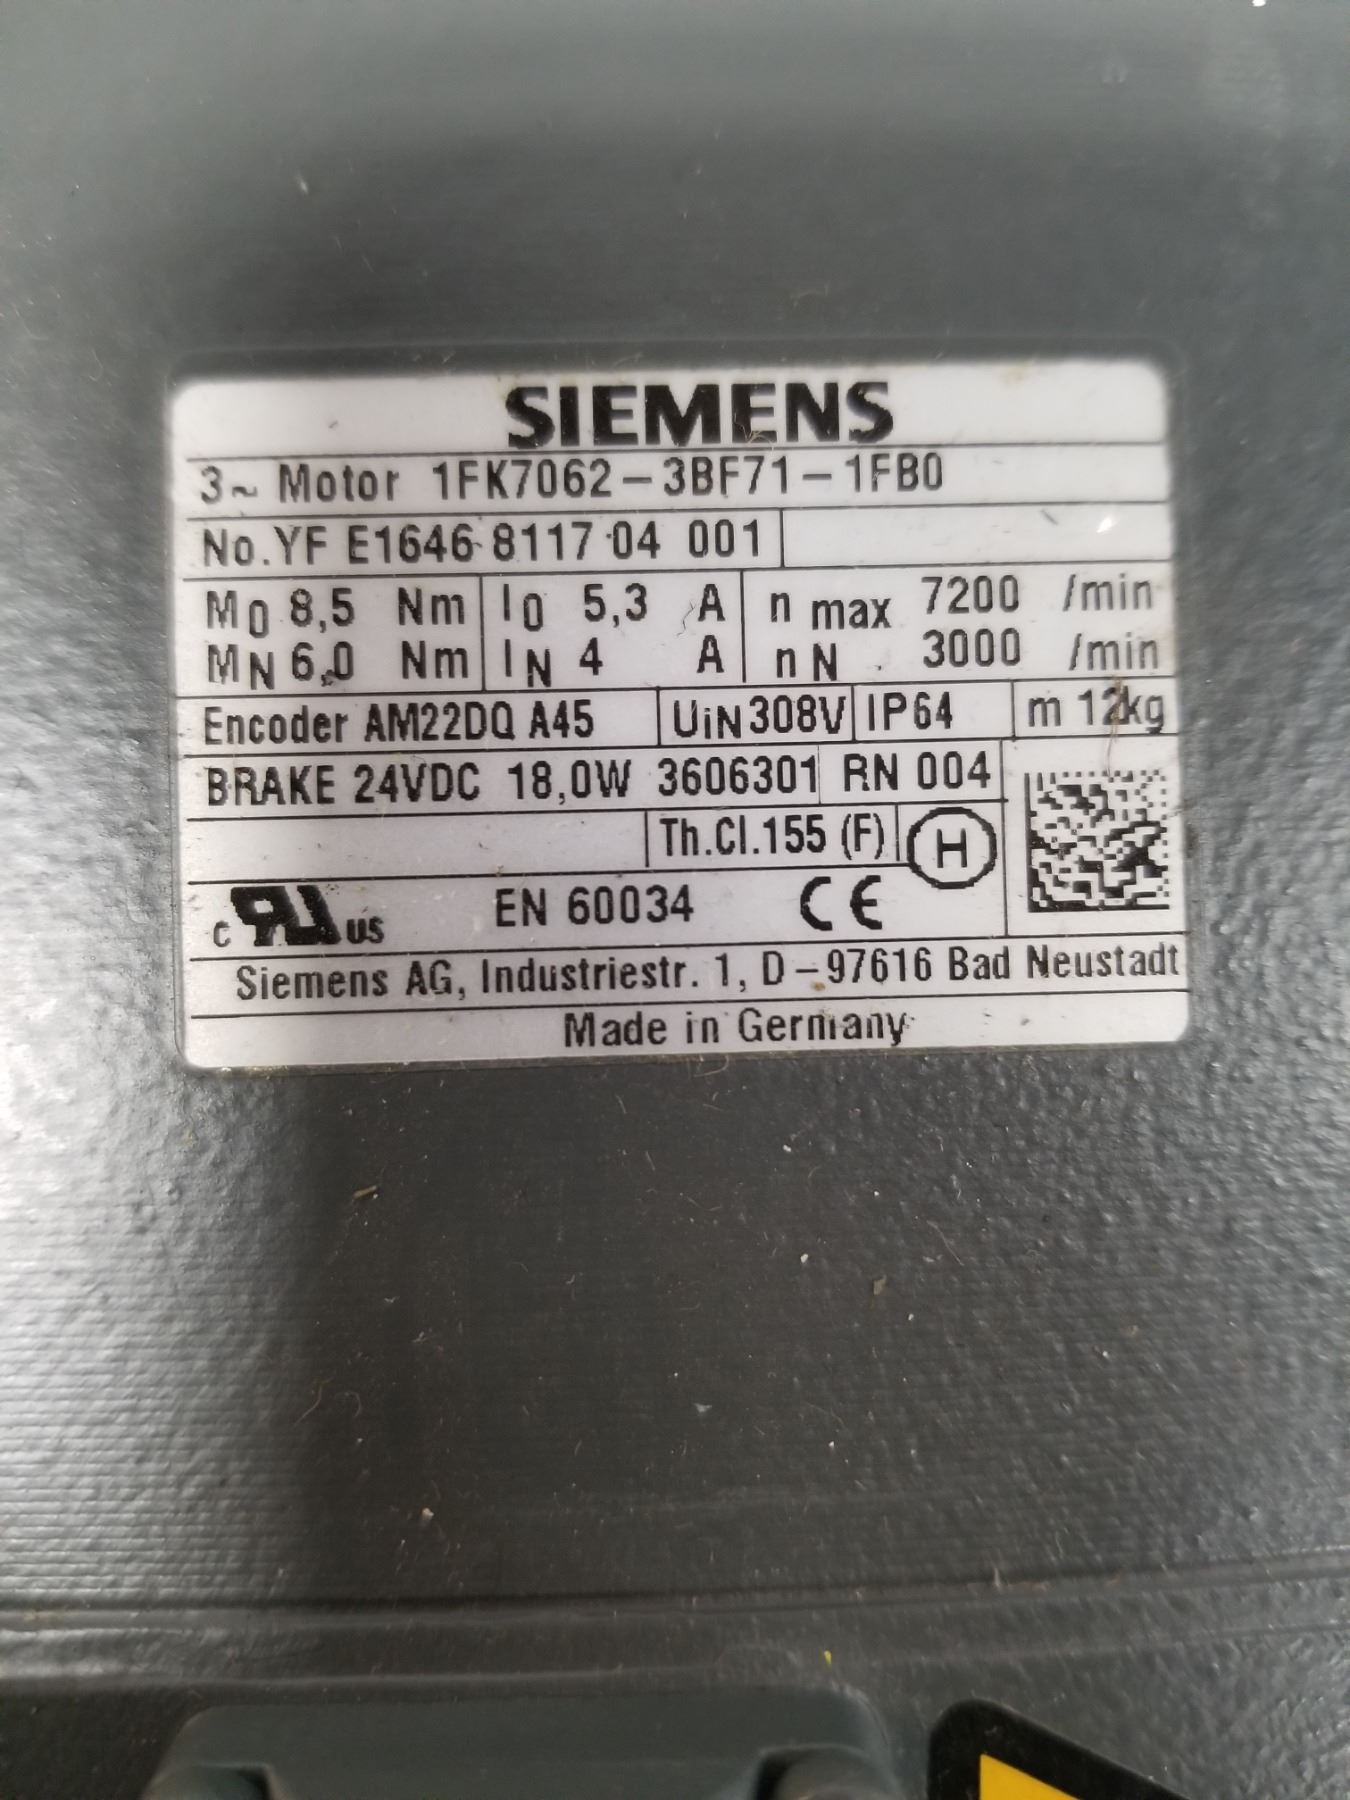 SIEMENS
3~ Motor 1FK7062-3BF71-1FB0
No.YF E1646 8117 04 001
M0 8,5 Nm I0 5,3 A n max 7200 /min
MN 6,0 Nm IN 4 A nN 3000 /min
Encoder AM22DQ A45 UiN 308V IP64 m 12kg
BRAKE 24VDC 18,0W 3606301 RN 004
Th.Cl.155 (F) H
c RU US EN 60034 CE
Siemens AG, Industriestr. 1, D-97616 Bad Neustadt
Made in Germany